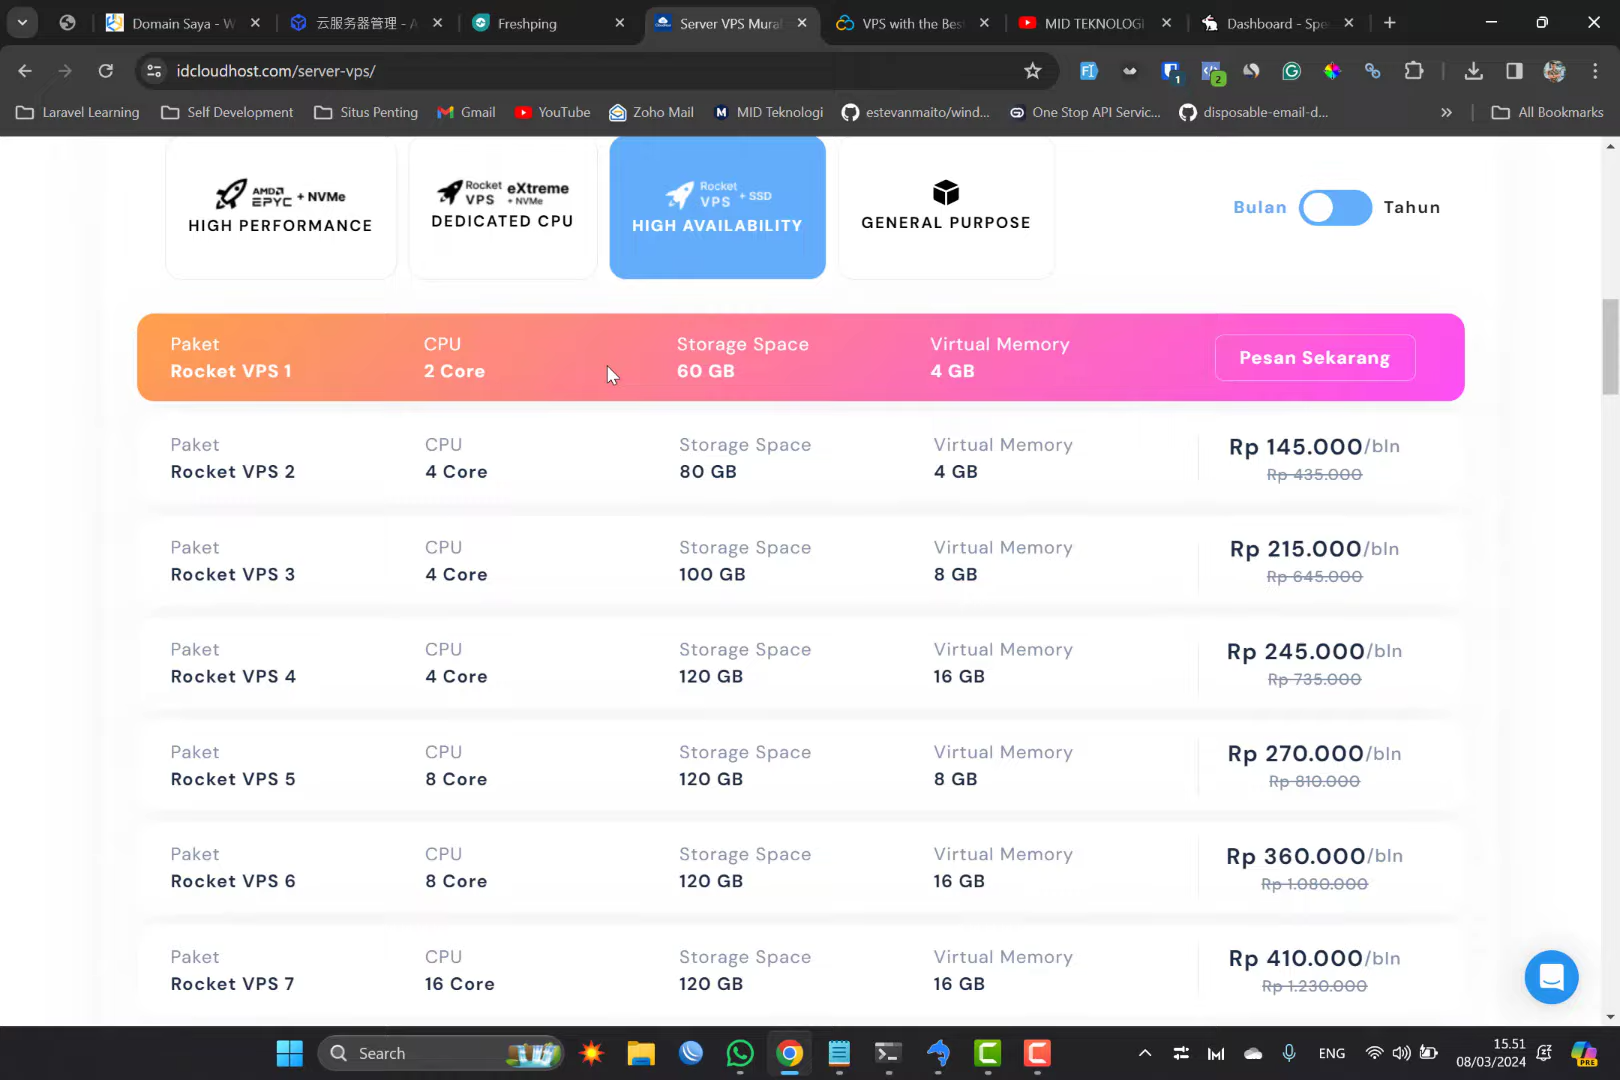 Domain Saya - W
云服务器管理 - A
Freshping
Server VPS Mura
VPS with the Bes
MID TEKNOLOGI
Dashboard - Spe
idcloudhost.com/server-vps/
1
2
Laravel Learning
Self Development
Situs Penting
Gmail
YouTube
Zoho Mail
MID Teknologi
estevanmaito/wind...
One Stop API Servic...
disposable-email-d...
All Bookmarks
AMD EPYC + NVMe
HIGH PERFORMANCE
Rocket VPS eXtreme + NVMe
DEDICATED CPU
Rocket VPS + SSD
HIGH AVAILABILITY
GENERAL PURPOSE
Bulan
Tahun
Paket CPU Storage Space Virtual Memory
Rocket VPS 1 2 Core 60 GB 4 GB
Pesan Sekarang
Paket CPU Storage Space Virtual Memory Rp 145.000/bln
Rocket VPS 2 4 Core 80 GB 4 GB Rp 435.000
Paket CPU Storage Space Virtual Memory Rp 215.000/bln
Rocket VPS 3 4 Core 100 GB 8 GB Rp 645.000
Paket CPU Storage Space Virtual Memory Rp 245.000/bln
Rocket VPS 4 4 Core 120 GB 16 GB Rp 735.000
Paket CPU Storage Space Virtual Memory Rp 270.000/bln
Rocket VPS 5 8 Core 120 GB 8 GB Rp 810.000
Paket CPU Storage Space Virtual Memory Rp 360.000/bln
Rocket VPS 6 8 Core 120 GB 16 GB Rp 1.080.000
Paket CPU Storage Space Virtual Memory Rp 410.000/bln
Rocket VPS 7 16 Core 120 GB 16 GB Rp 1.230.000
Search
ENG
15.51
08/03/2024
PRE